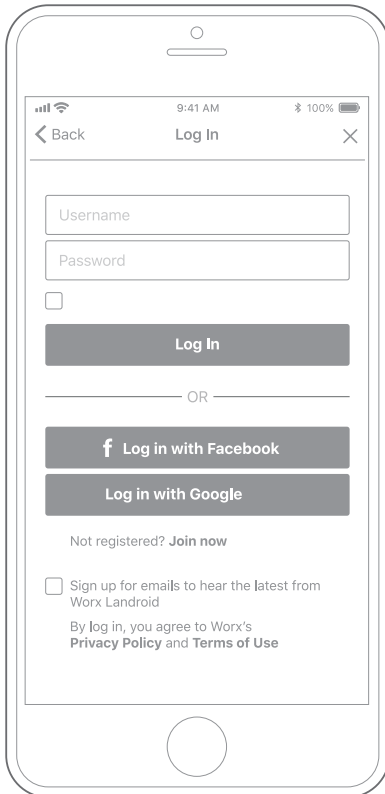 9:41 AM
100%
Back
Log In
Username
Password
Log In
OR
f Log in with Facebook
Log in with Google
Not registered? Join now
Sign up for emails to hear the latest from
Worx Landroid
By log in, you agree to Worx's
Privacy Policy and Terms of Use